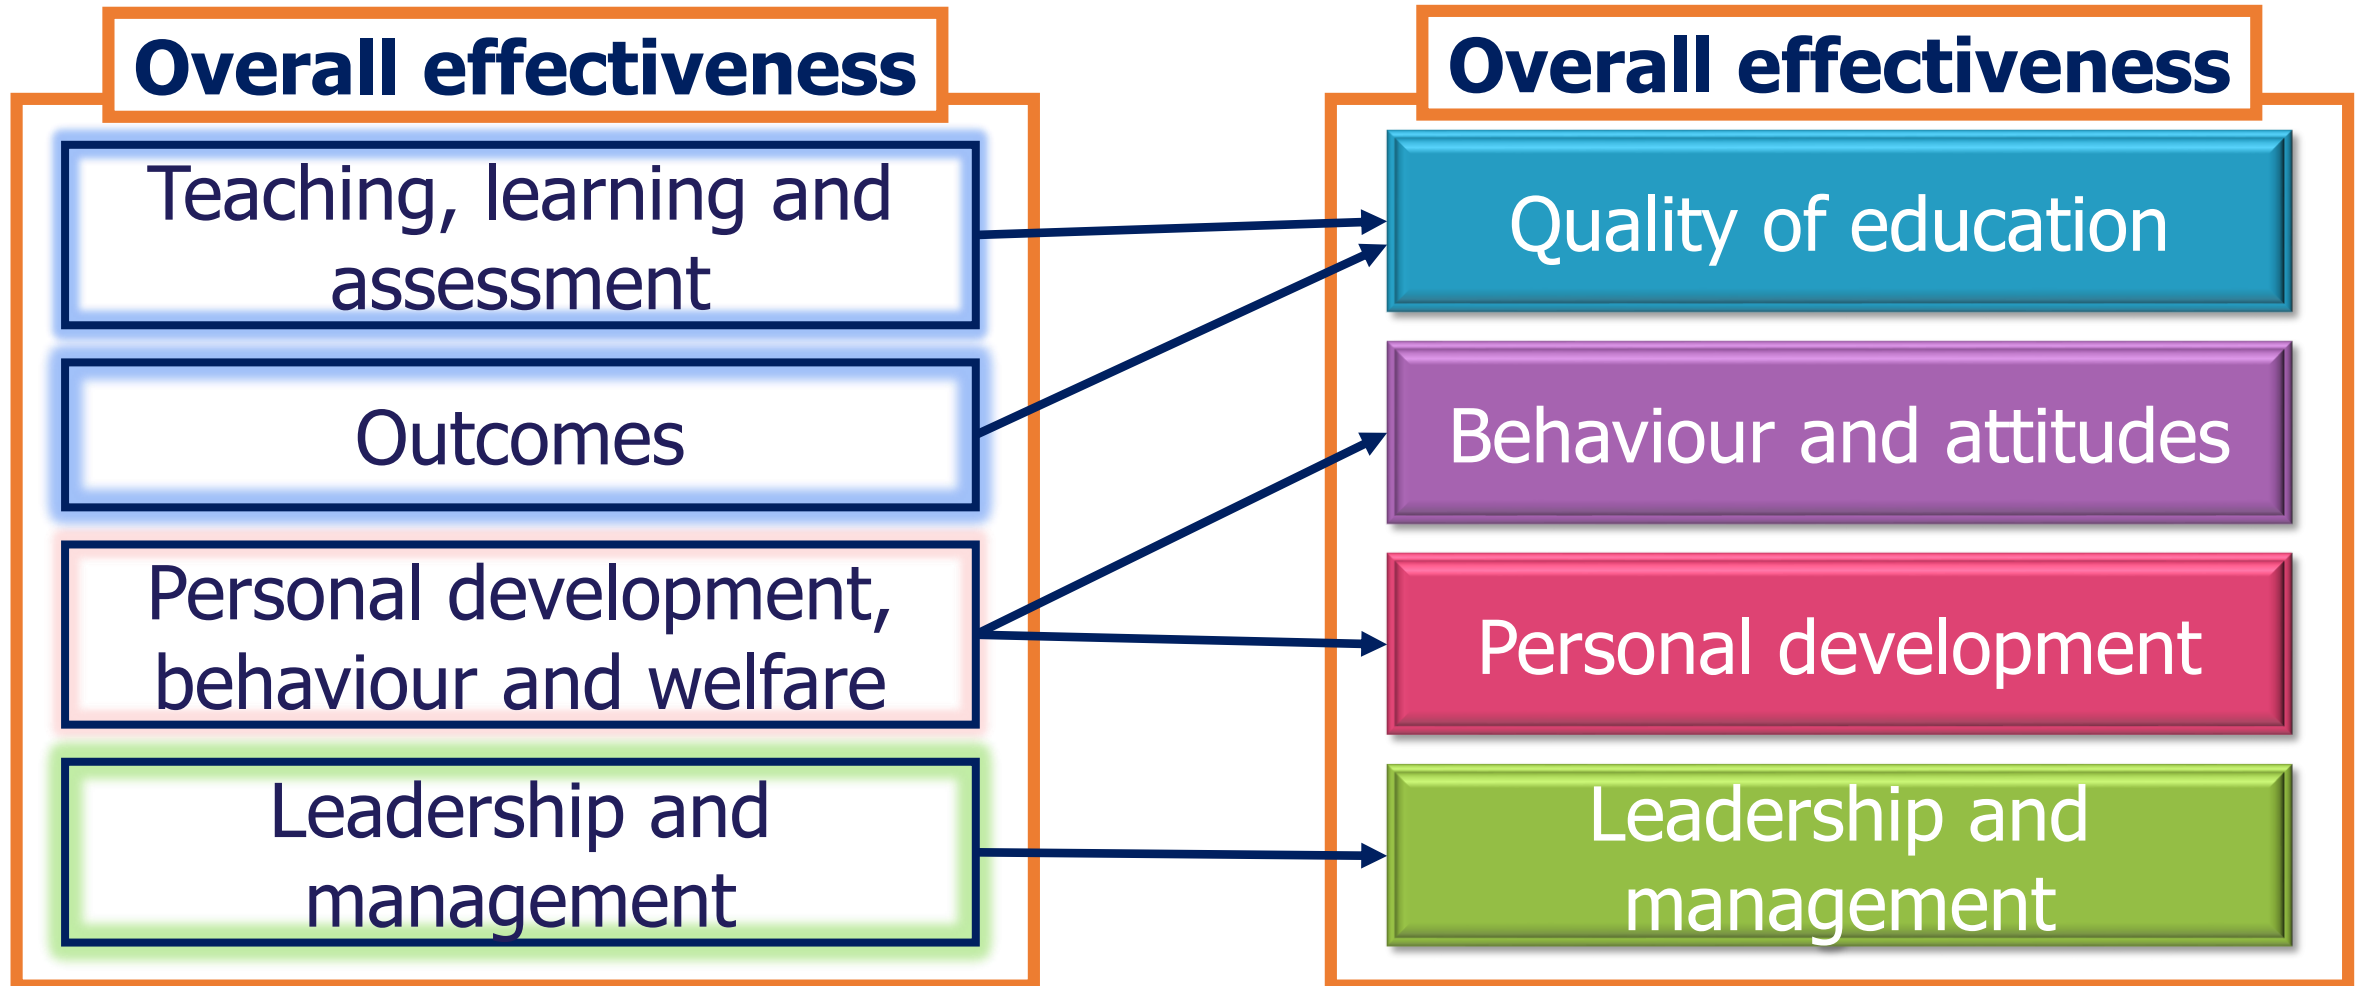 Overall effectiveness
Teaching, learning and
assessment
Outcomes
Personal development,
behaviour and welfare
Leadership and
management
Overall effectiveness
Quality of education
Behaviour and attitudes
Personal development
Leadership and
management